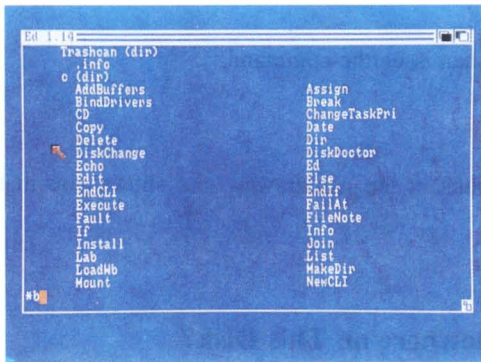 Ed 1.14
Trashcan (dir)
.info
c (dir)
AddBuffers Assign
BindDrivers Break
CD ChangeTaskPri
Copy Date
Delete Dir
DiskChange DiskDoctor
Echo Ed
Edit Else
EndCLI EndIf
Execute FailAt
Fault FileNote
If Info
Install Join
Lab List
LoadWb MakeDir
Mount NewCLI
*b